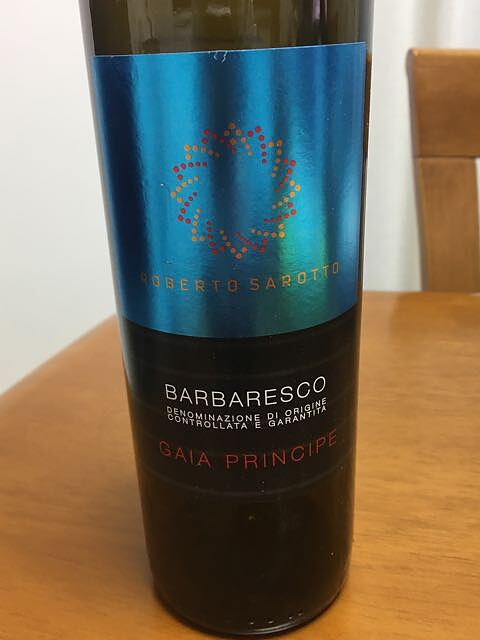 ROBERTO SAROTTO
BARBARESCO
DENOMINAZIONE DI ORIGINE
CONTROLLATA E GARANTITA
GAIA PRINCIPE